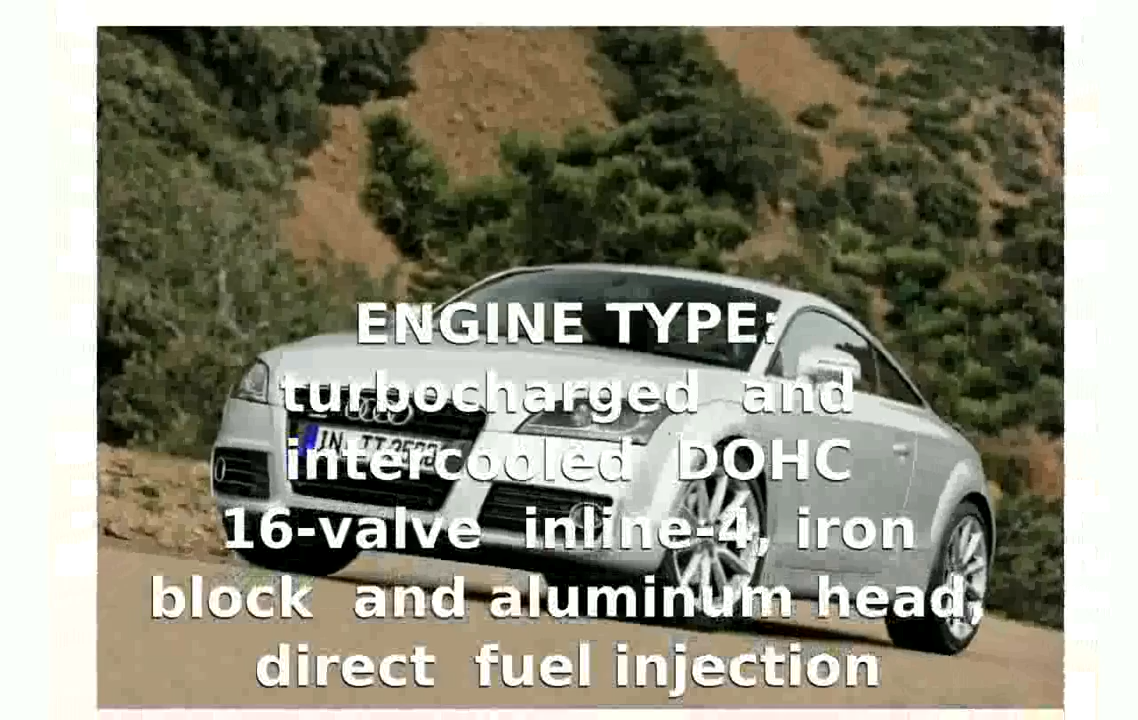 ENGINE TYPE:
turbocharged and
intercooled DOHC
16-valve inline-4, iron
block and aluminum head,
direct fuel injection